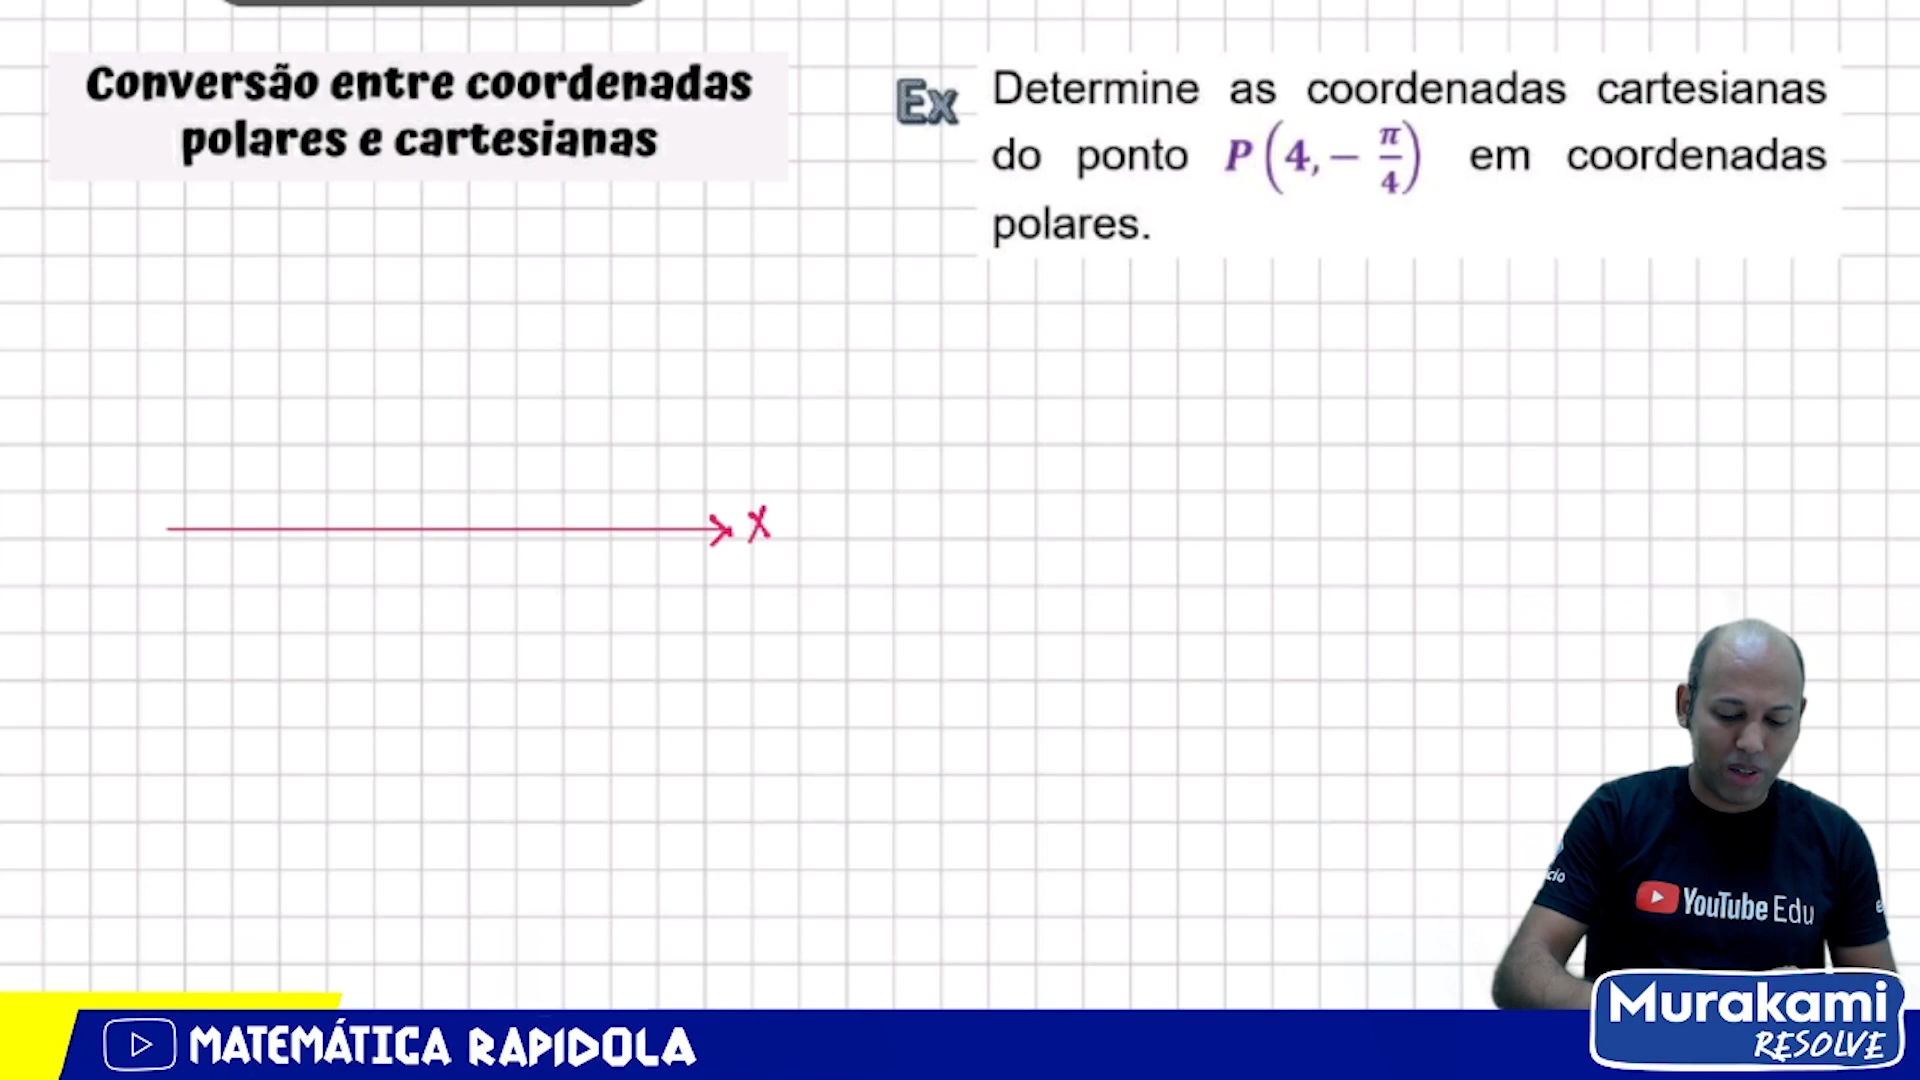 Conversão entre coordenadas
polares e cartesianas
Ex
Determine as coordenadas cartesianas
do ponto P(4, − π/4) em coordenadas
polares.
X
YouTube Edu
MATEMÁTICA RAPIDOLA
Murakami
RESOLVE